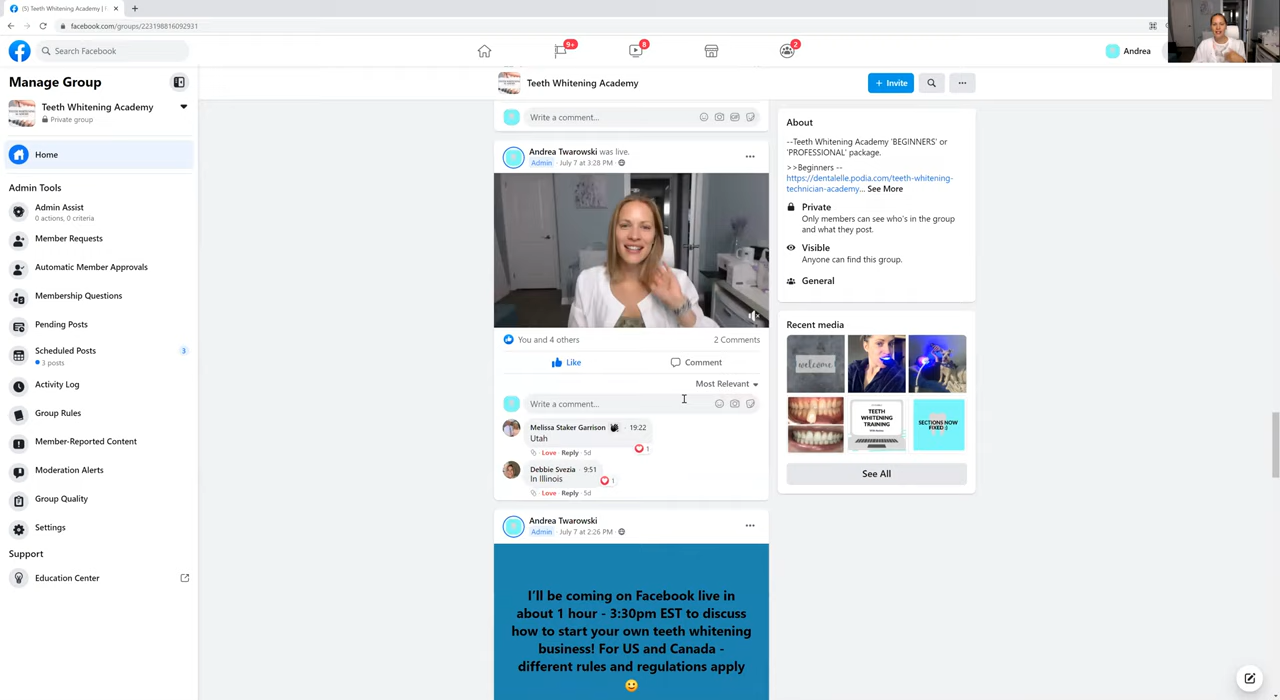 (5) Teeth Whitening Academy |
facebook.com/groups/223198816092931
Search Facebook
9+
8
2
Andrea
Manage Group
Teeth Whitening Academy
Private group
Home
Admin Tools
Admin Assist
0 actions, 0 criteria
Member Requests
Automatic Member Approvals
Membership Questions
Pending Posts
Scheduled Posts
3
3 posts
Activity Log
Group Rules
Member-Reported Content
Moderation Alerts
Group Quality
Settings
Support
Education Center
Teeth Whitening Academy
+ Invite
Write a comment...
Andrea Twarowski was live.
Admin · July 7 at 3:28 PM ·
You and 4 others
2 Comments
Like
Comment
Most Relevant
Write a comment...
Melissa Staker Garrison · 19:22
Utah
1
Love · Reply · 5d
Debbie Svezia · 9:51
In Illinois
1
Love · Reply · 5d
Andrea Twarowski
Admin · July 7 at 2:26 PM ·
I'll be coming on Facebook live in
about 1 hour - 3:30pm EST to discuss
how to start your own teeth whitening
business! For US and Canada -
different rules and regulations apply
About
--Teeth Whitening Academy 'BEGINNERS' or
'PROFESSIONAL' package.
>>Beginners --
https://dentalelle.podia.com/teeth-whitening-
technician-academy... See More
Private
Only members can see who's in the group
and what they post.
Visible
Anyone can find this group.
General
Recent media
welcome
TEETH
WHITENING
TRAINING
SECTIONS NOW
FIXED :)
See All